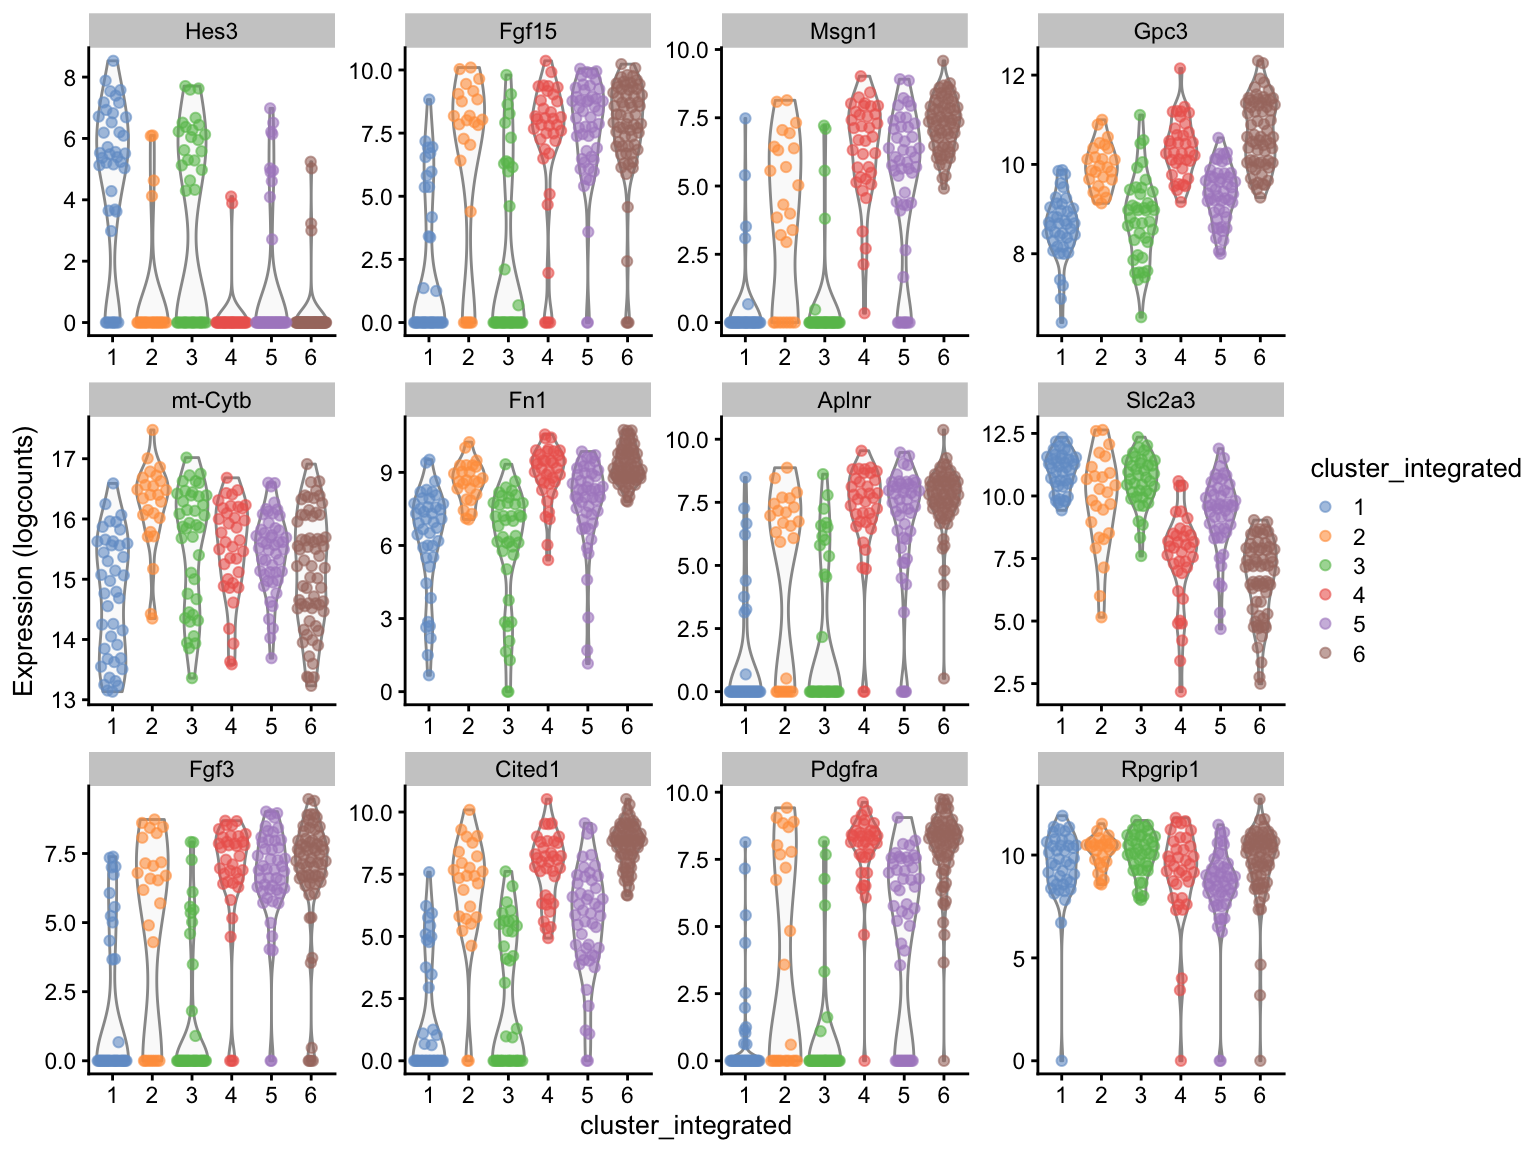 Hes3 Fgf15 Msgn1 Gpc3
8 6 4 2 0
10.0 7.5 5.0 2.5 0.0
10.0 7.5 5.0 2.5 0.0
12 10 8
1 2 3 4 5 6 1 2 3 4 5 6 1 2 3 4 5 6 1 2 3 4 5 6
mt-Cytb Fn1 Aplnr Slc2a3
17 16 15 14 13
9 6 3 0
10.0 7.5 5.0 2.5 0.0
12.5 10.0 7.5 5.0 2.5
1 2 3 4 5 6 1 2 3 4 5 6 1 2 3 4 5 6 1 2 3 4 5 6
Fgf3 Cited1 Pdgfra Rpgrip1
7.5 5.0 2.5 0.0
10.0 7.5 5.0 2.5 0.0
10.0 7.5 5.0 2.5 0.0
10 5 0
1 2 3 4 5 6 1 2 3 4 5 6 1 2 3 4 5 6 1 2 3 4 5 6
Expression (logcounts)
cluster_integrated
cluster_integrated
1
2
3
4
5
6